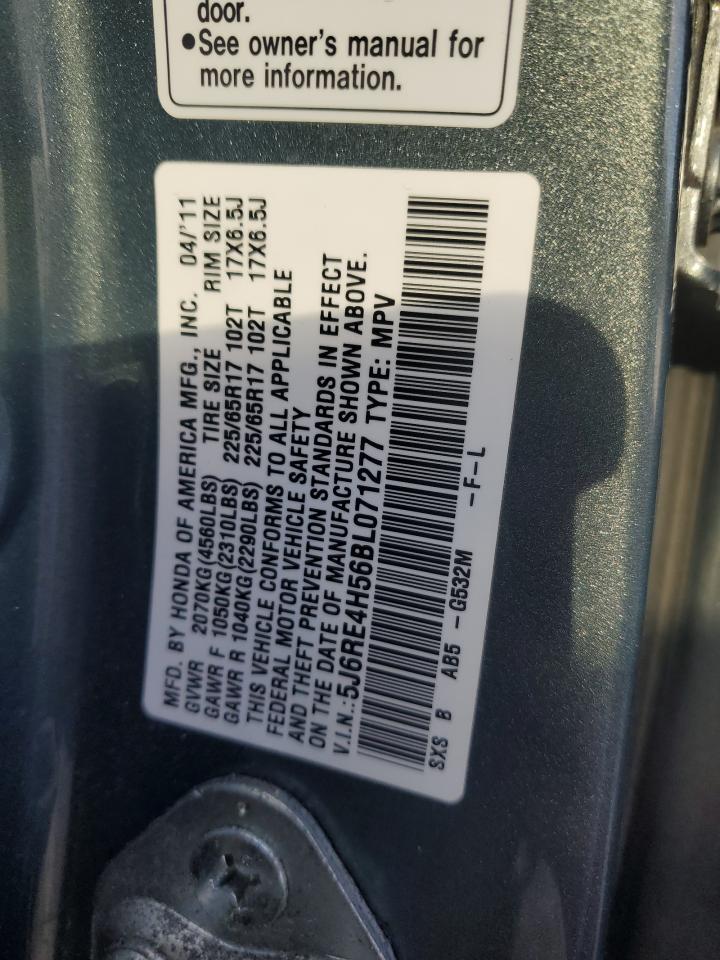 door.
●See owner's manual for
more information.
MFD. BY HONDA OF AMERICA MFG., INC. 04/'11
GVWR 2070KG(4560LBS) TIRE SIZE RIM SIZE
GAWR F 1050KG(2310LBS) 225/65R17 102T 17X6.5J
GAWR R 1040KG(2290LBS) 225/65R17 102T 17X6.5J
THIS VEHICLE CONFORMS TO ALL APPLICABLE
FEDERAL MOTOR VEHICLE SAFETY
AND THEFT PREVENTION STANDARDS IN EFFECT
ON THE DATE OF MANUFACTURE SHOWN ABOVE.
V.I.N.:5J6RE4H56BL071277 TYPE: MPV
SXS B AB5 -G532M -F-L